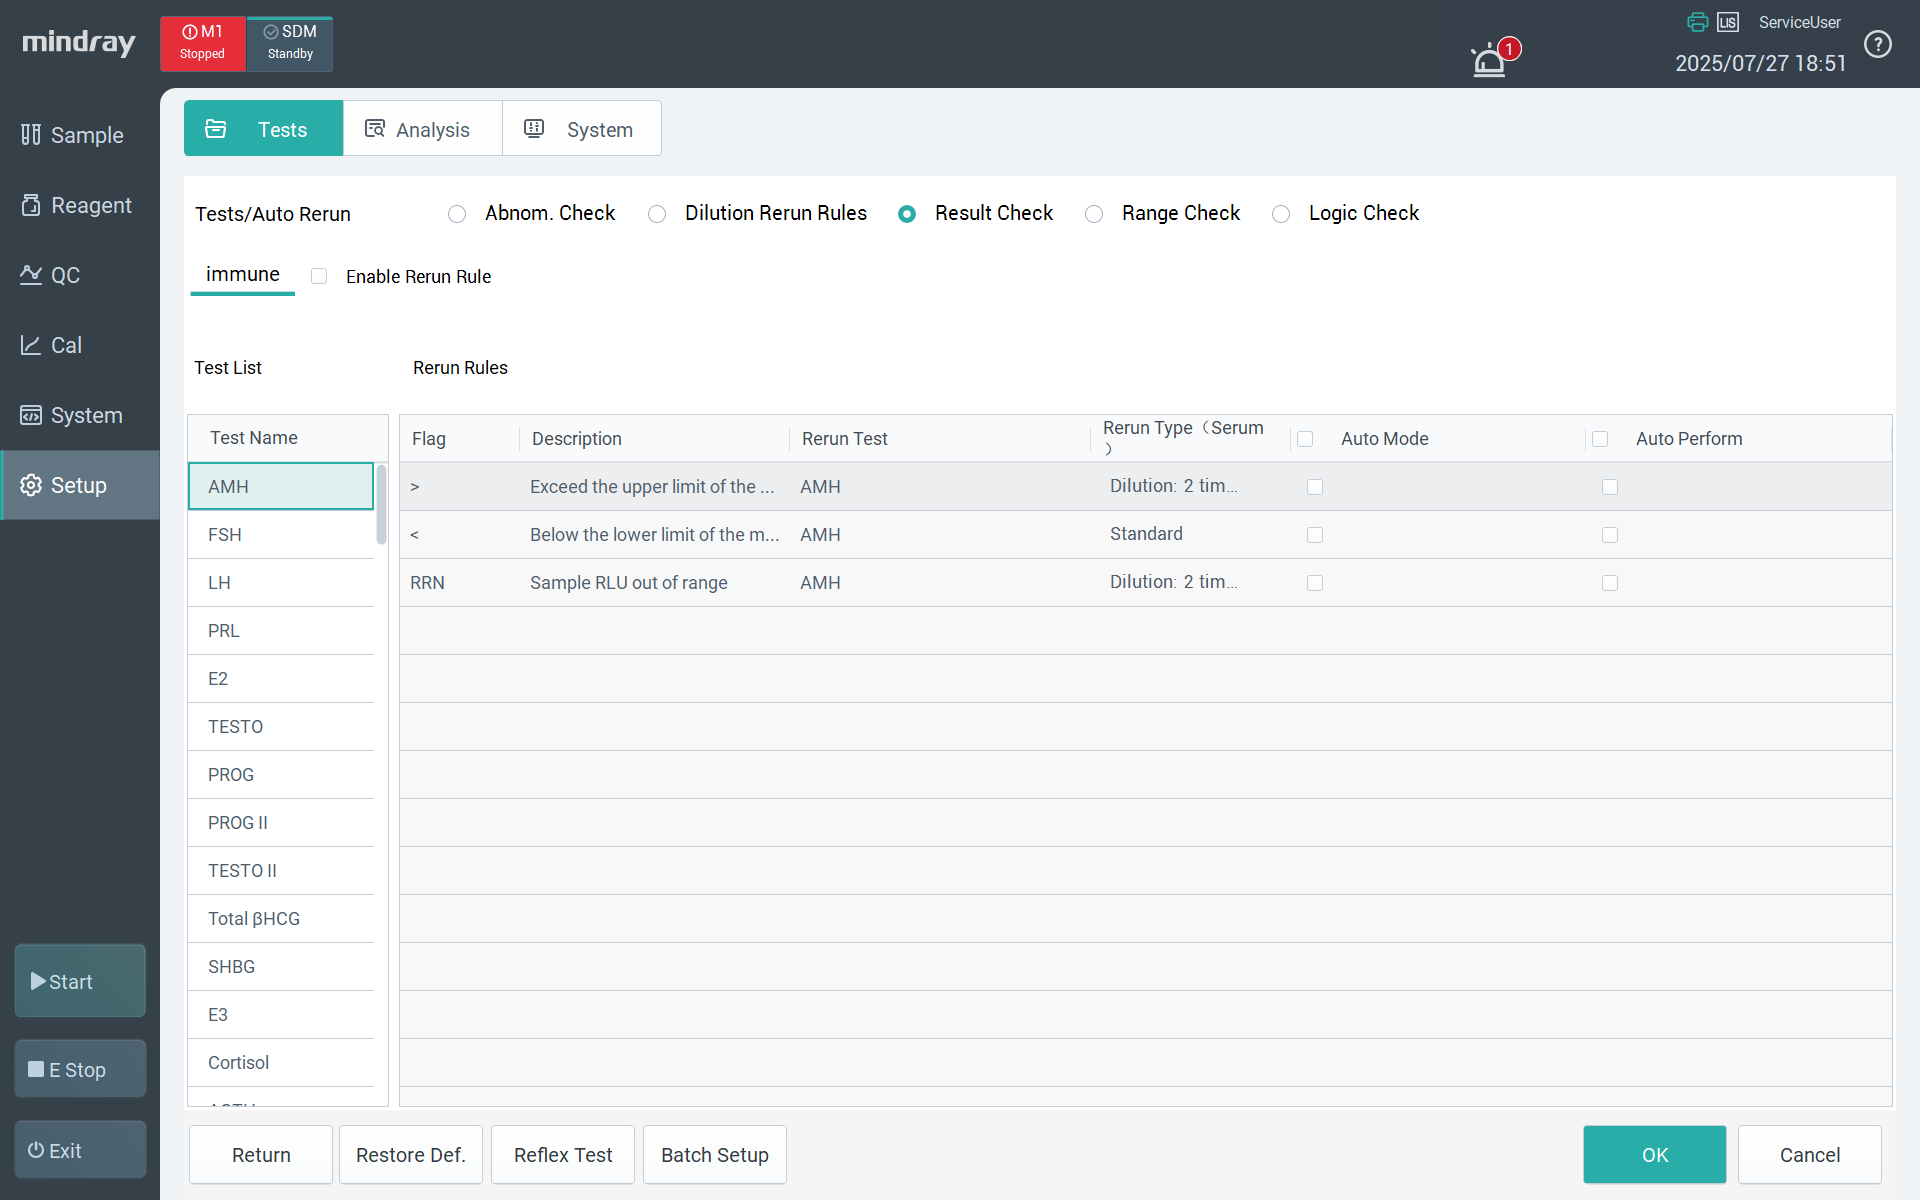 mindray
M1
Stopped
SDM
Standby
1
LIS
ServiceUser
2025/07/27 18:51
?
Sample
Reagent
QC
Cal
System
Setup
Start
E Stop
Exit
Tests
Analysis
System
Tests/Auto Rerun
Abnom. Check
Dilution Rerun Rules
Result Check
Range Check
Logic Check
immune
Enable Rerun Rule
Test List
Rerun Rules
Test Name
AMH
FSH
LH
PRL
E2
TESTO
PROG
PROG II
TESTO II
Total βHCG
SHBG
E3
Cortisol
Flag Description Rerun Test Rerun Type（Serum
） Auto Mode Auto Perform
> Exceed the upper limit of the ... AMH Dilution: 2 tim...
< Below the lower limit of the m... AMH Standard
RRN Sample RLU out of range AMH Dilution: 2 tim...
Return
Restore Def.
Reflex Test
Batch Setup
OK
Cancel